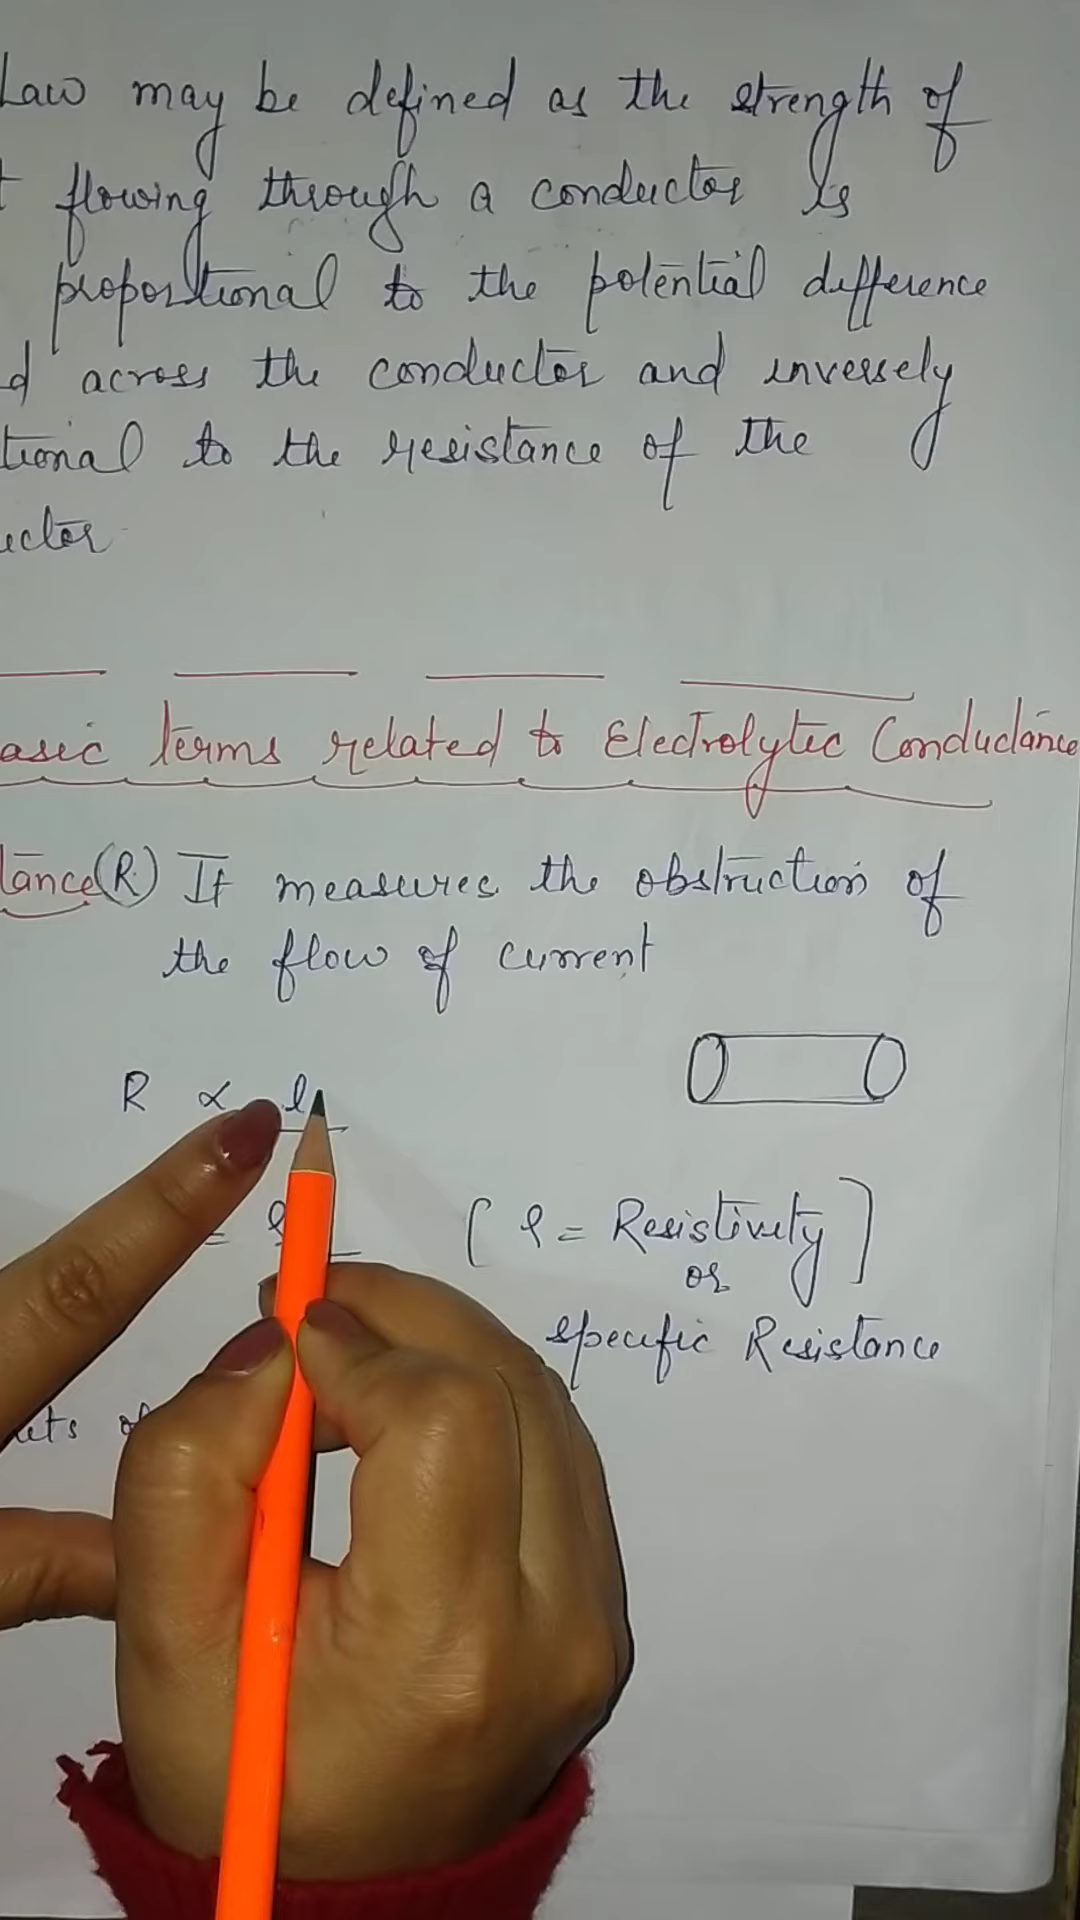 Law may be defined as the strength of
flowing through a conductor is
proportional to the potential difference
d across the conductor and inversely
tional to the resistance of the
uctor
asic terms related to Electrolytic Conductance
tance (R) It measures the obstruction of
the flow of current
R ∝ l
= ρ [ρ = Resistivity]
or
specific Resistance